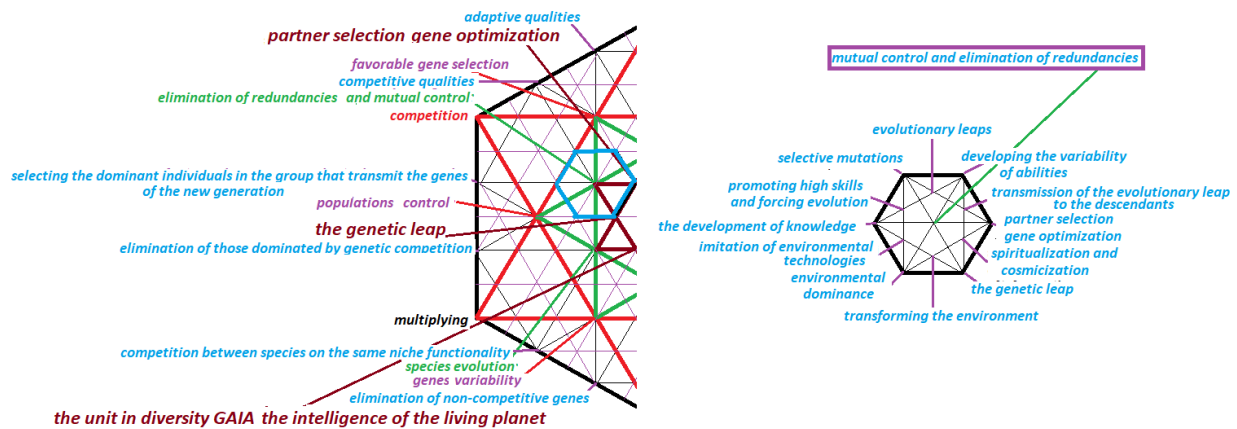 adaptive qualities
partner selection gene optimization
favorable gene selection
competitive qualities
elimination of redundancies and mutual control
competition
selecting the dominant individuals in the group that transmit the genes
of the new generation
populations control
the genetic leap
elimination of those dominated by genetic competition
multiplying
competition between species on the same niche functionality
species evolution
genes variability
elimination of non-competitive genes
the unit in diversity GAIA the intelligence of the living planet
mutual control and elimination of redundancies
evolutionary leaps
selective mutations
developing the variability
of abilities
promoting high skills
and forcing evolution
transmission of the evolutionary leap
to the descendants
the development of knowledge
partner selection
gene optimization
imitation of environmental
technologies
spiritualization and
cosmicization
environmental
dominance
the genetic leap
transforming the environment